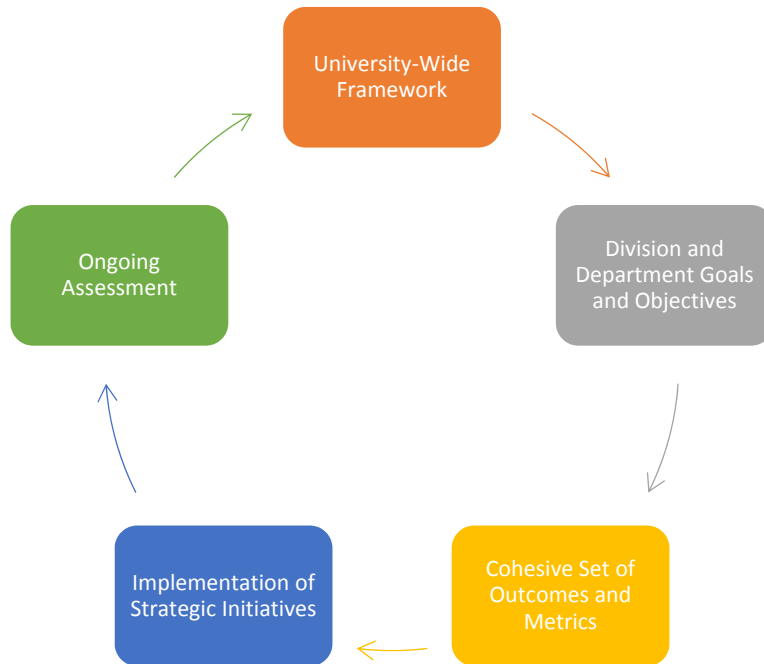 University-Wide
Framework
Division and
Department Goals
and Objectives
Cohesive Set of
Outcomes and
Metrics
Implementation of
Strategic Initiatives
Ongoing
Assessment